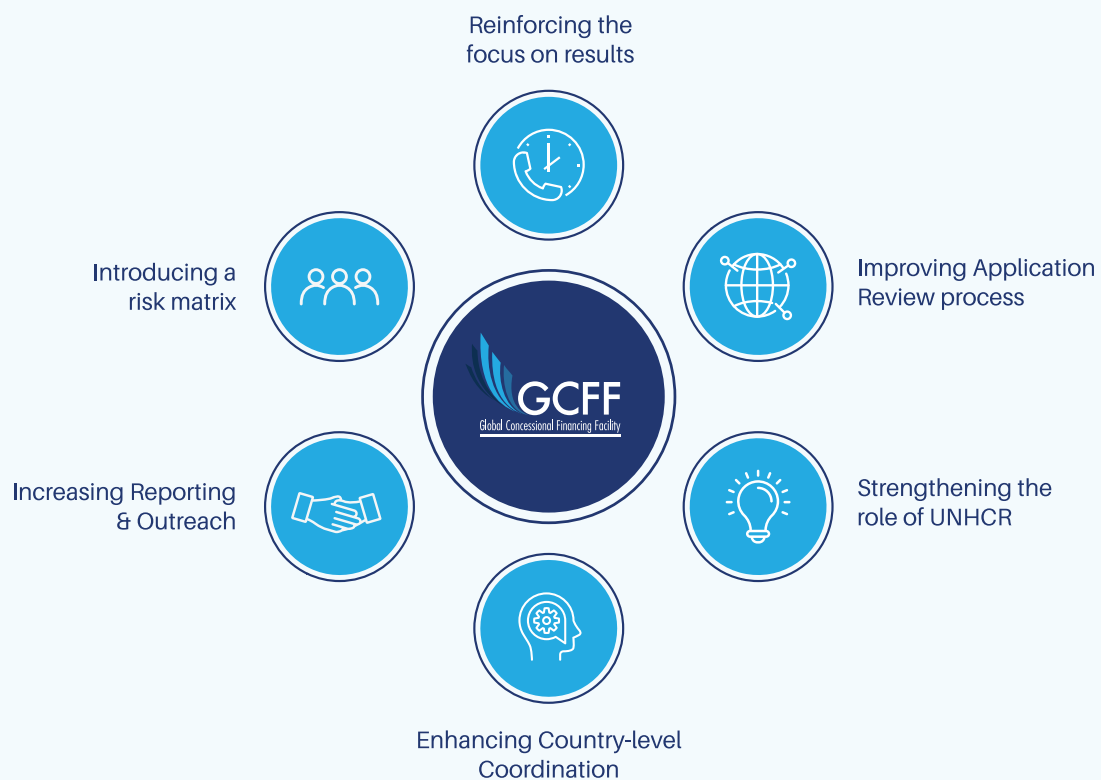 Reinforcing the
focus on results
Introducing a
risk matrix
Improving Application
Review process
GCFF
Global Concessional Financing Facility
Increasing Reporting
& Outreach
Strengthening the
role of UNHCR
Enhancing Country-level
Coordination